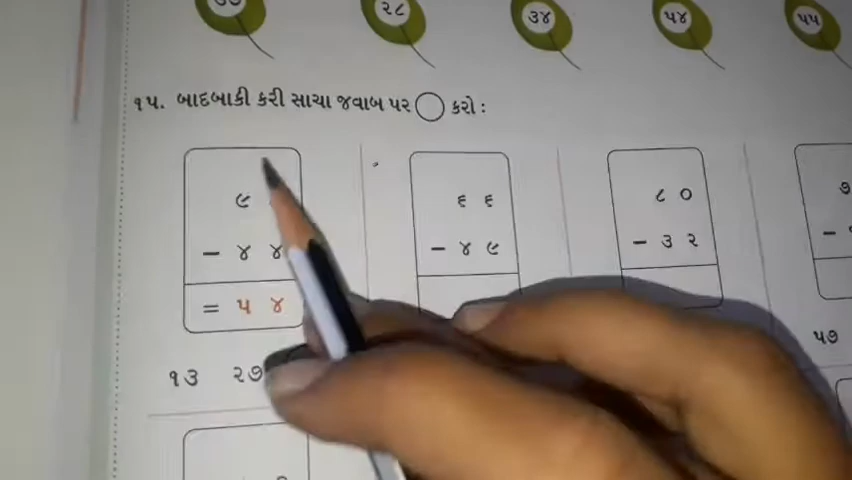 ૨૮ ૩૪ ૫૪ ૫૫
૧૫. બાદબાકી કરી સાચા જવાબ પર ◯ કરો :
૯ ૬ ૬ ૮ ૦
- ૪ ૪ - ૪ ૯ - ૩ ૨ -
= ૫ ૪
૫૭
૧૩ ૨૭